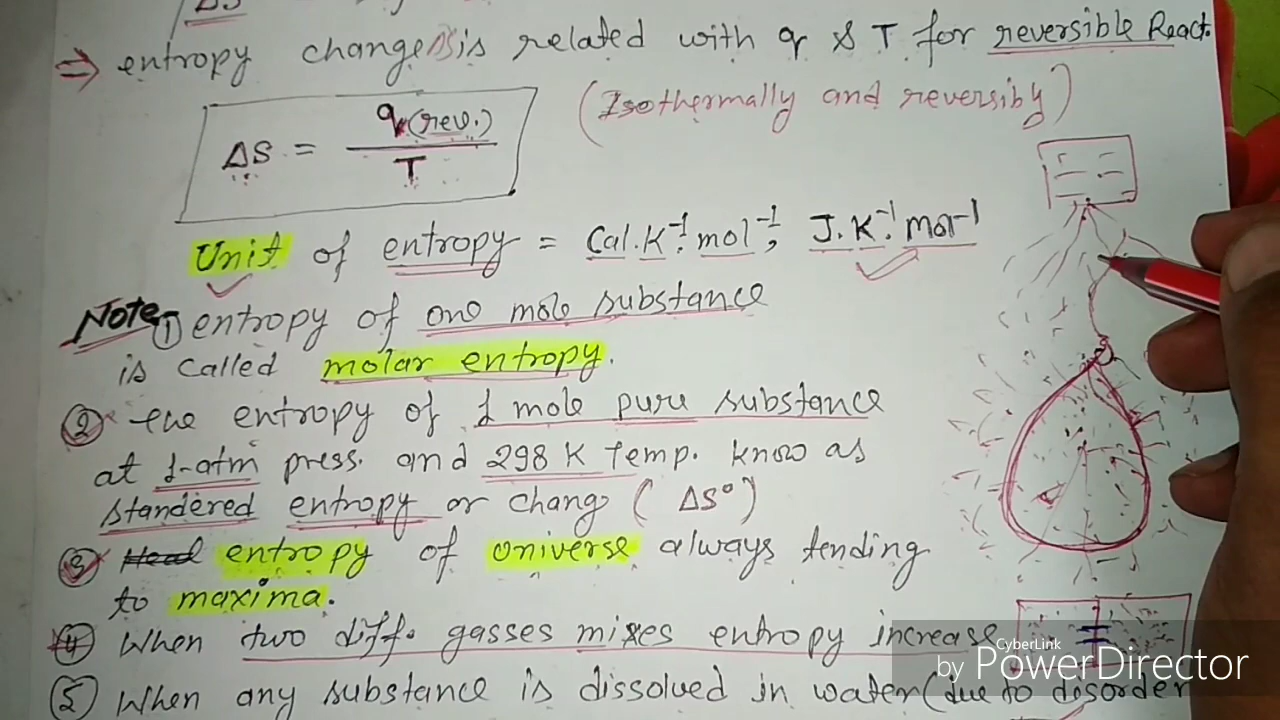 ΔS
⇒ entropy change ΔS is related with q & T for reversible React.
ΔS = q(rev.) / T
(Isothermally and reversibly)
Unit of entropy = Cal.K⁻¹.mol⁻¹, J.K⁻¹.mol⁻¹
Note ① entropy of one mole substance
is called molar entropy.
② the entropy of 1 mole pure substance
at 1-atm press. and 298 K temp. know as
standered entropy or change (ΔS°)
③ Head entropy of universe always tending
to maxima.
④ When two diff. gasses mixes entropy increase
⑤ When any substance is dissolved in water (due to disorder
CyberLink
by PowerDirector